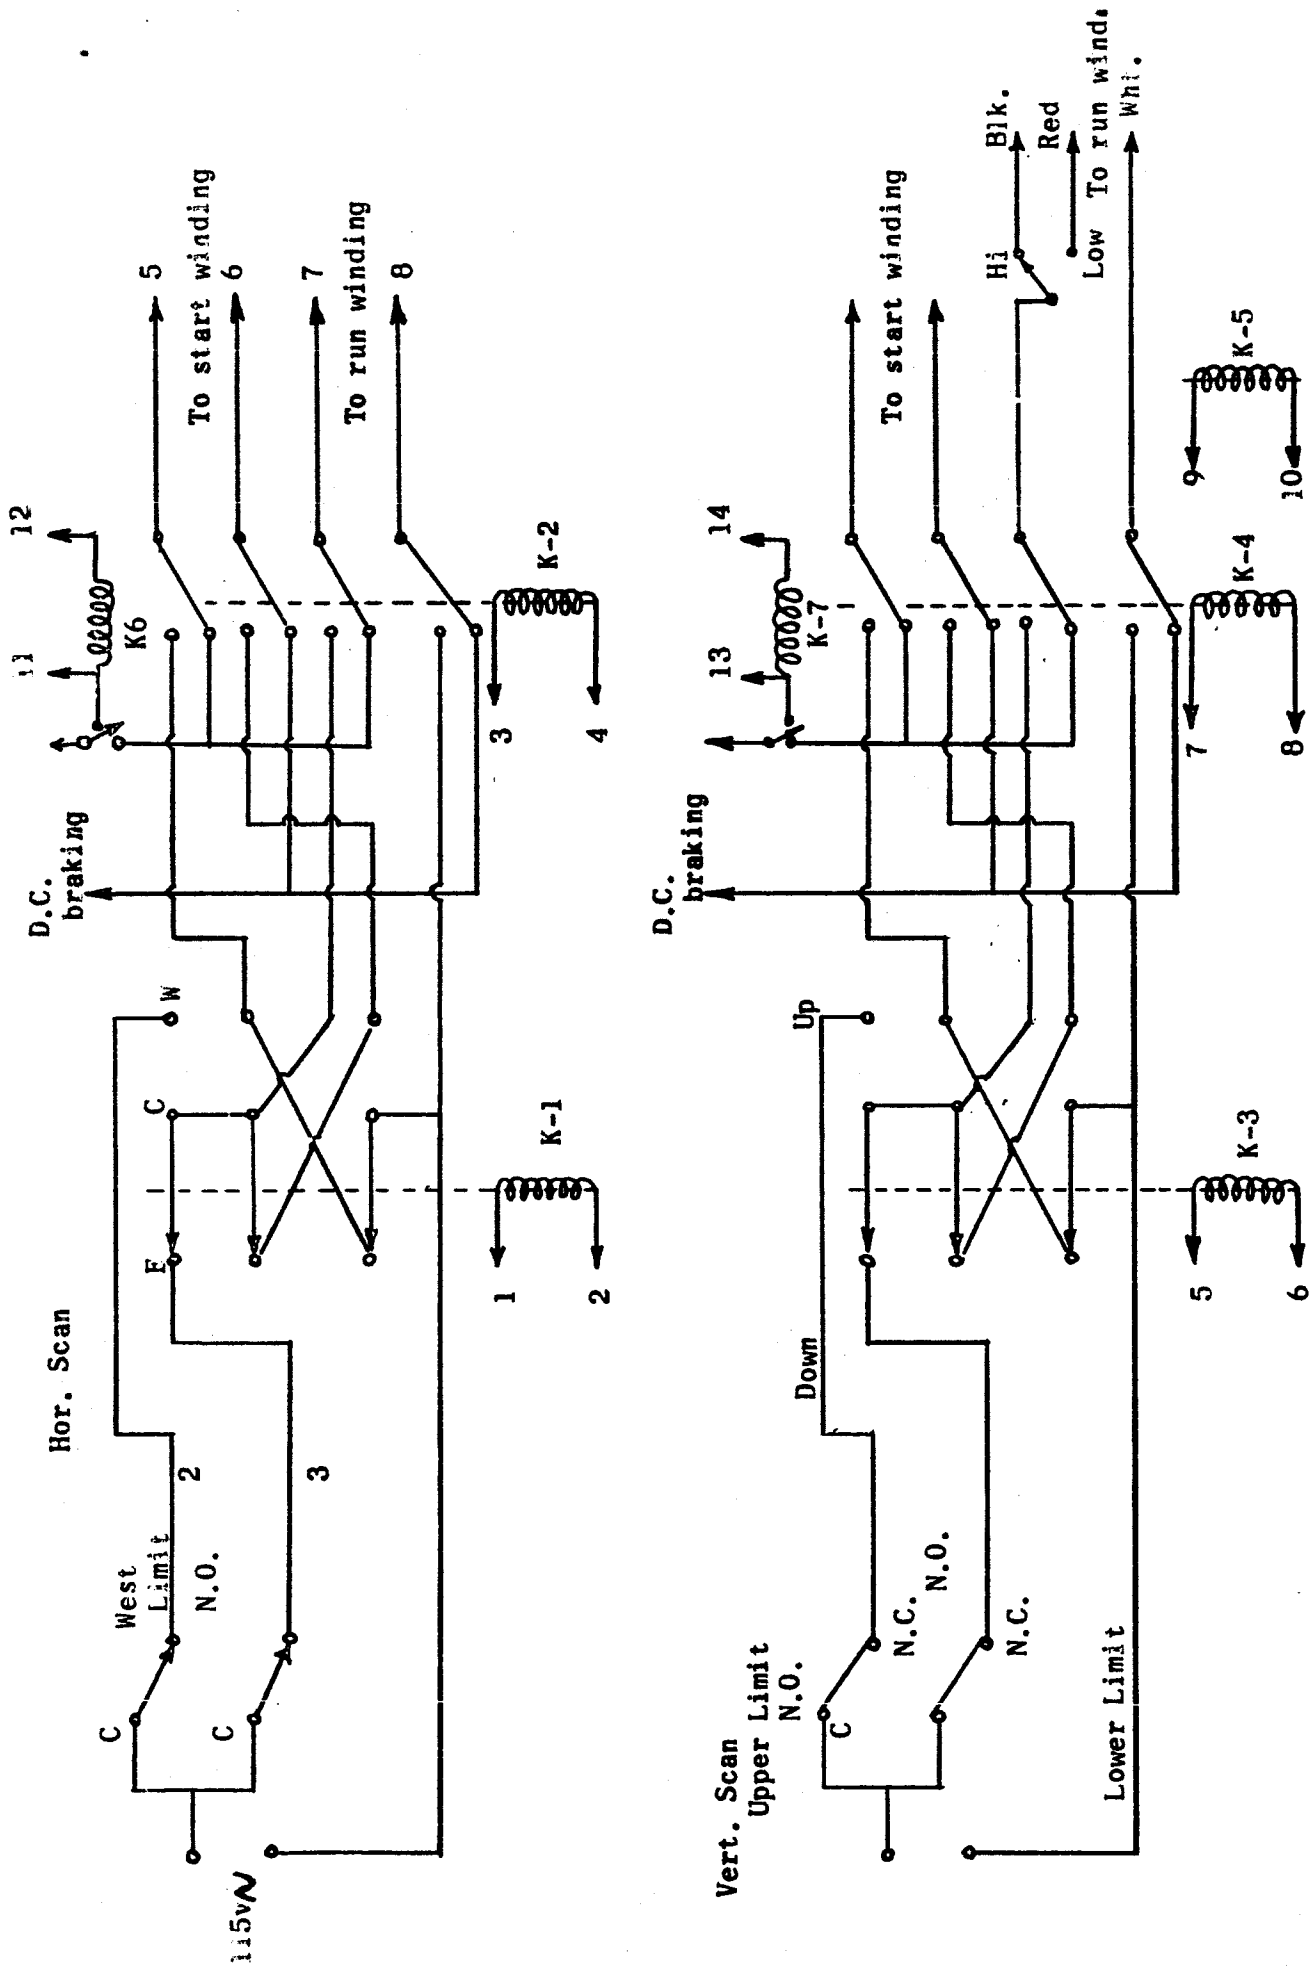 Hor. Scan
115v
C
C
West
Limit
N.O.
2
3
E
C
W
1
2
K-1
D.C.
braking
11
12
K6
3
4
K-2
5
To start winding
6
7
To run winding
8
Vert. Scan
Upper Limit
N.O.
C
N.C.
N.O.
N.C.
Lower Limit
Down
Up
5
6
K-3
D.C.
braking
13
14
K-7
7
8
K-4
9
10
K-5
To start winding
Hi
Blk.
Red
Low To run wind.
Wht.